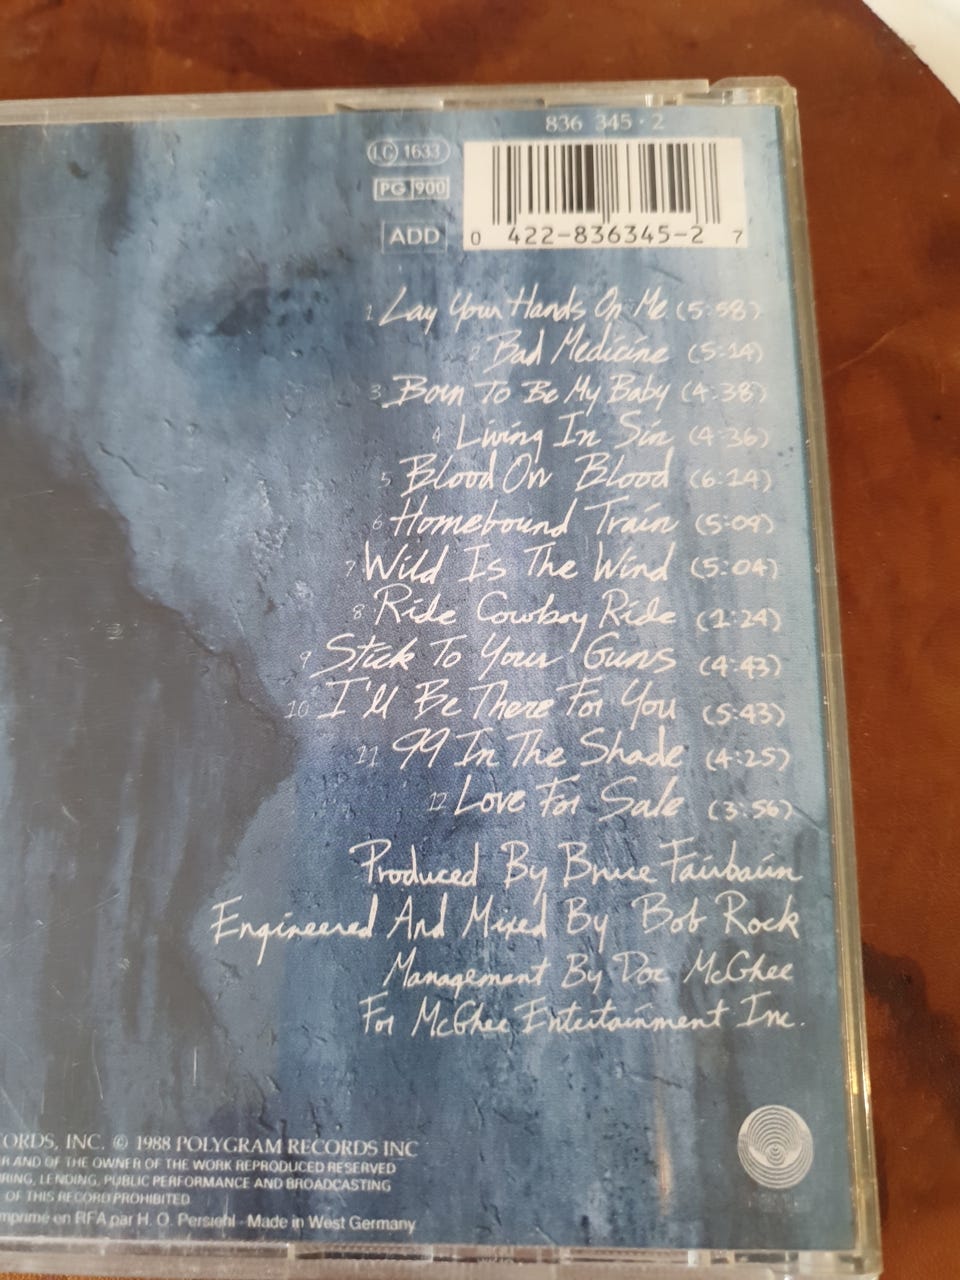 836 345 · 2
LC 1633
PG 900
ADD
0 422-836345-2 7
1 Lay Your Hands On Me (5:58)
2 Bad Medicine (5:14)
3 Born To Be My Baby (4:38)
4 Living In Sin (4:36)
5 Blood On Blood (6:14)
6 Homebound Train (5:09)
7 Wild Is The Wind (5:04)
8 Ride Cowboy Ride (1:24)
9 Stick To Your Guns (4:43)
10 I'll Be There For You (5:43)
11 99 In The Shade (4:25)
12 Love For Sale (3:56)
Produced By Bruce Fairbairn
Engineered And Mixed By Bob Rock
Management By Doc McGhee
For McGhee Entertainment Inc.
INC. © 1988 POLYGRAM RECORDS INC
AND OF THE OWNER OF THE WORK REPRODUCED RESERVED
LENDING, PUBLIC PERFORMANCE AND BROADCASTING
OF THIS RECORD PROHIBITED
en RFA par H. O. Persiehl · Made in West Germany